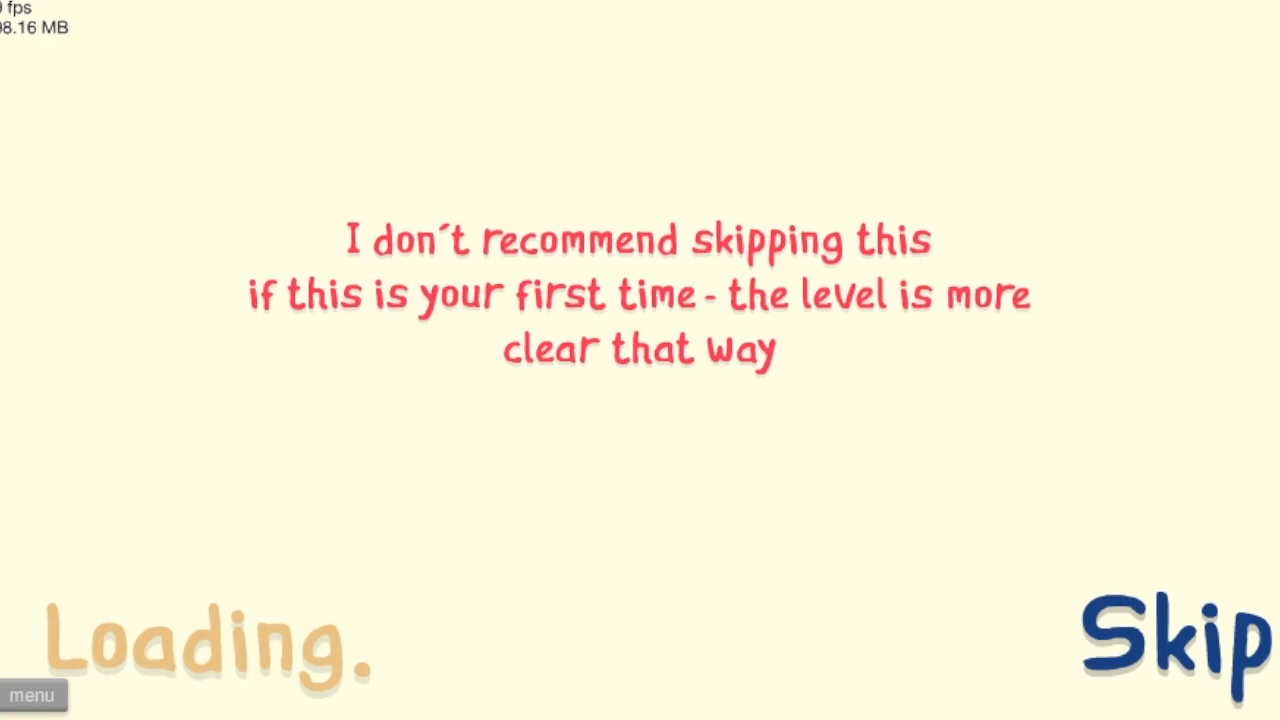 fps
98.16 MB
I don´t recommend skipping this
if this is your first time - the level is more
clear that way
Loading.
Skip
menu